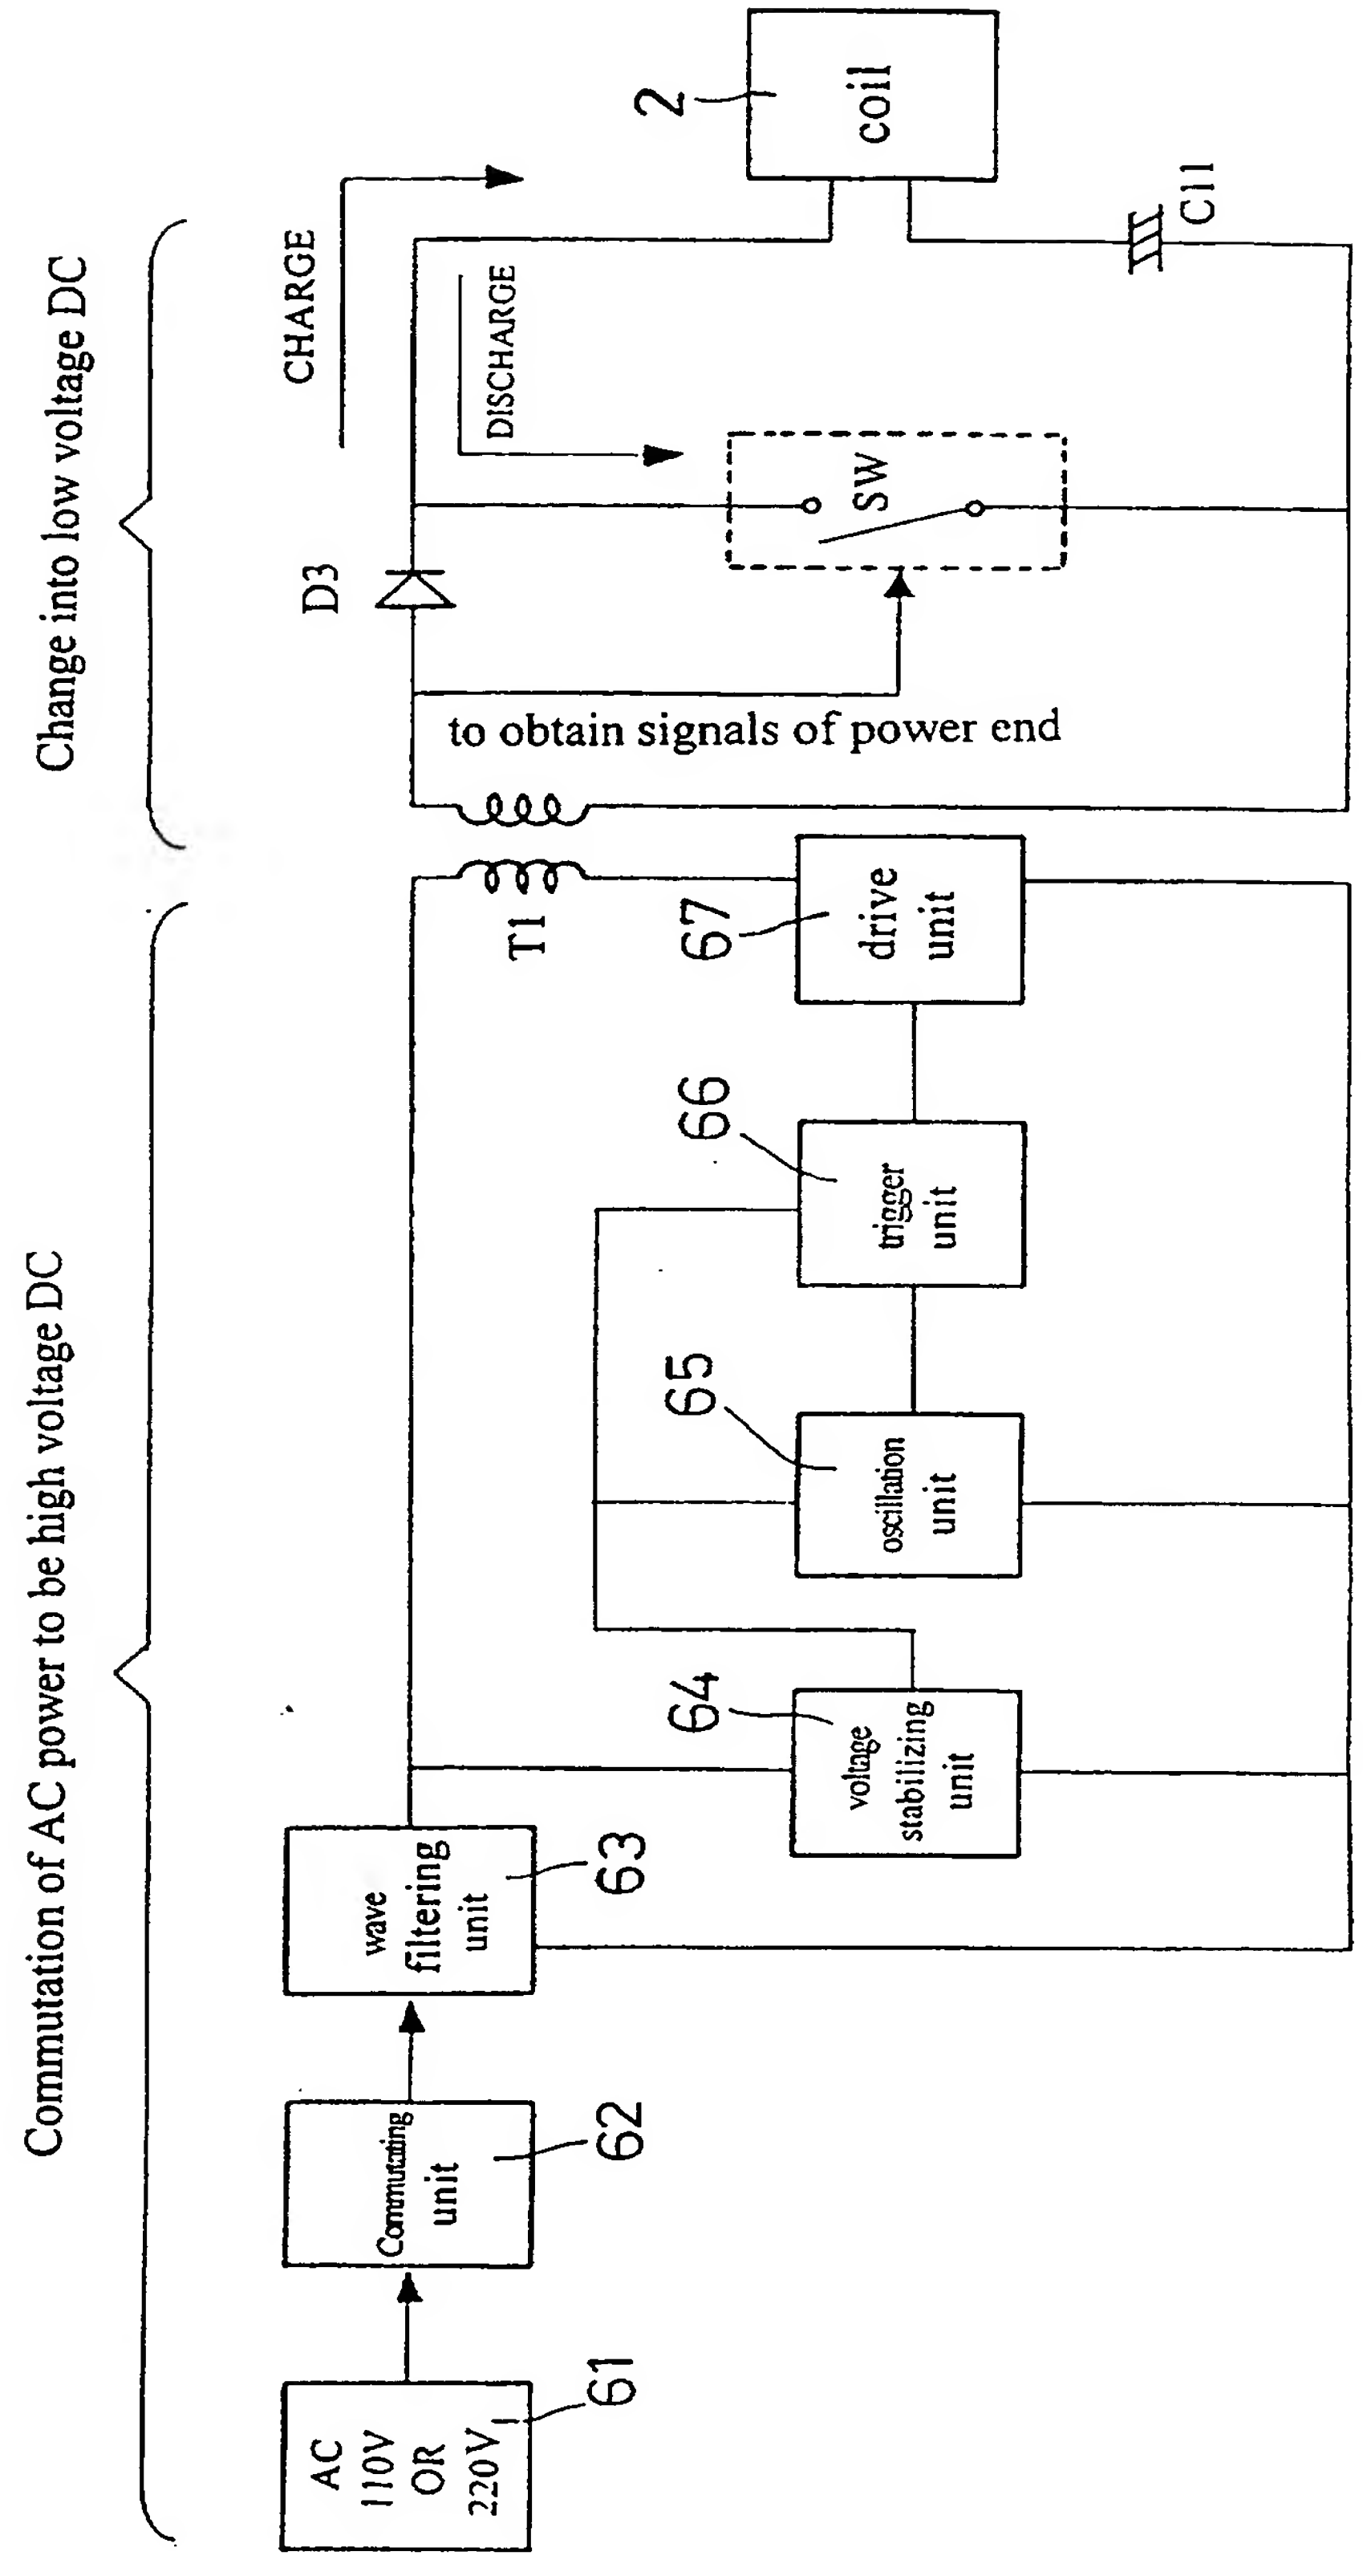 Commutation of AC power to be high voltage DC
Change into low voltage DC
AC
110V
OR
220V
61
Commutating
unit
62
wave
filtering
unit
63
voltage
stabilizing
unit
64
oscillation
unit
65
trigger
unit
66
drive
unit
67
T1
to obtain signals of power end
D3
CHARGE
DISCHARGE
SW
coil
2
C11